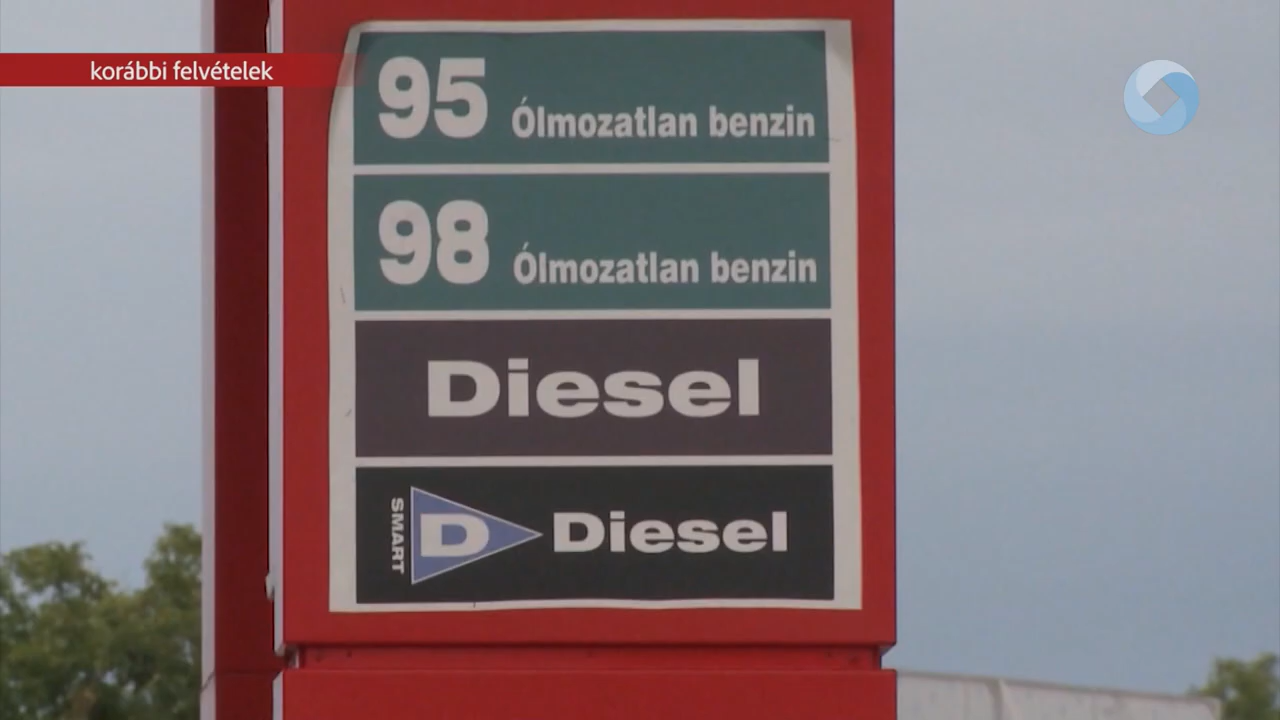 korábbi felvételek
95 Ólmozatlan benzin
98 Ólmozatlan benzin
Diesel
SMART D Diesel